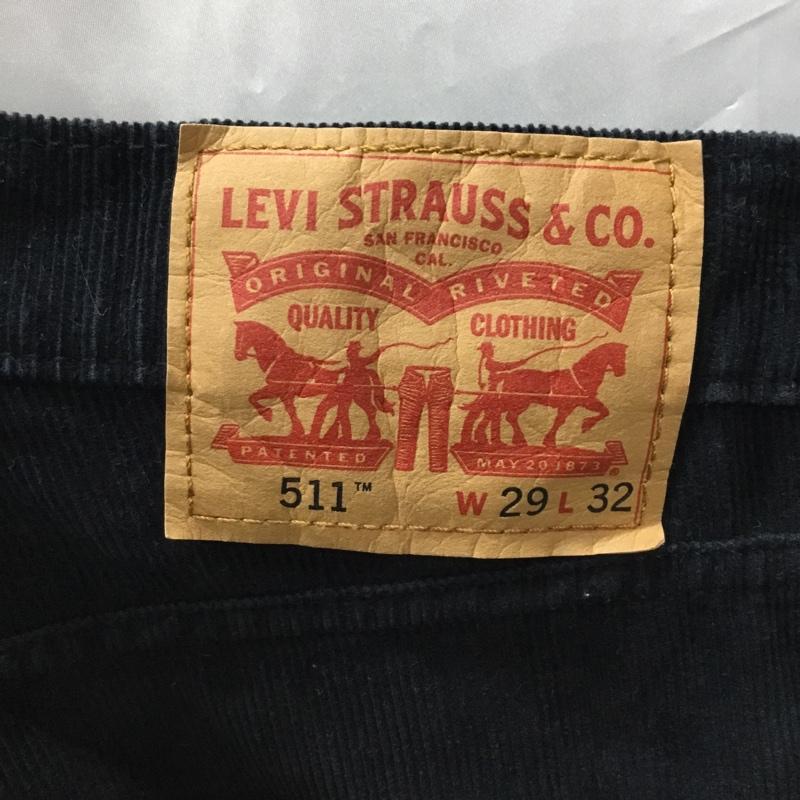 LEVI STRAUSS & CO.
SAN FRANCISCO
CAL.
ORIGINAL RIVETED
QUALITY CLOTHING
PATENTED MAY 20 1873 ®
511™ W 29 L 32